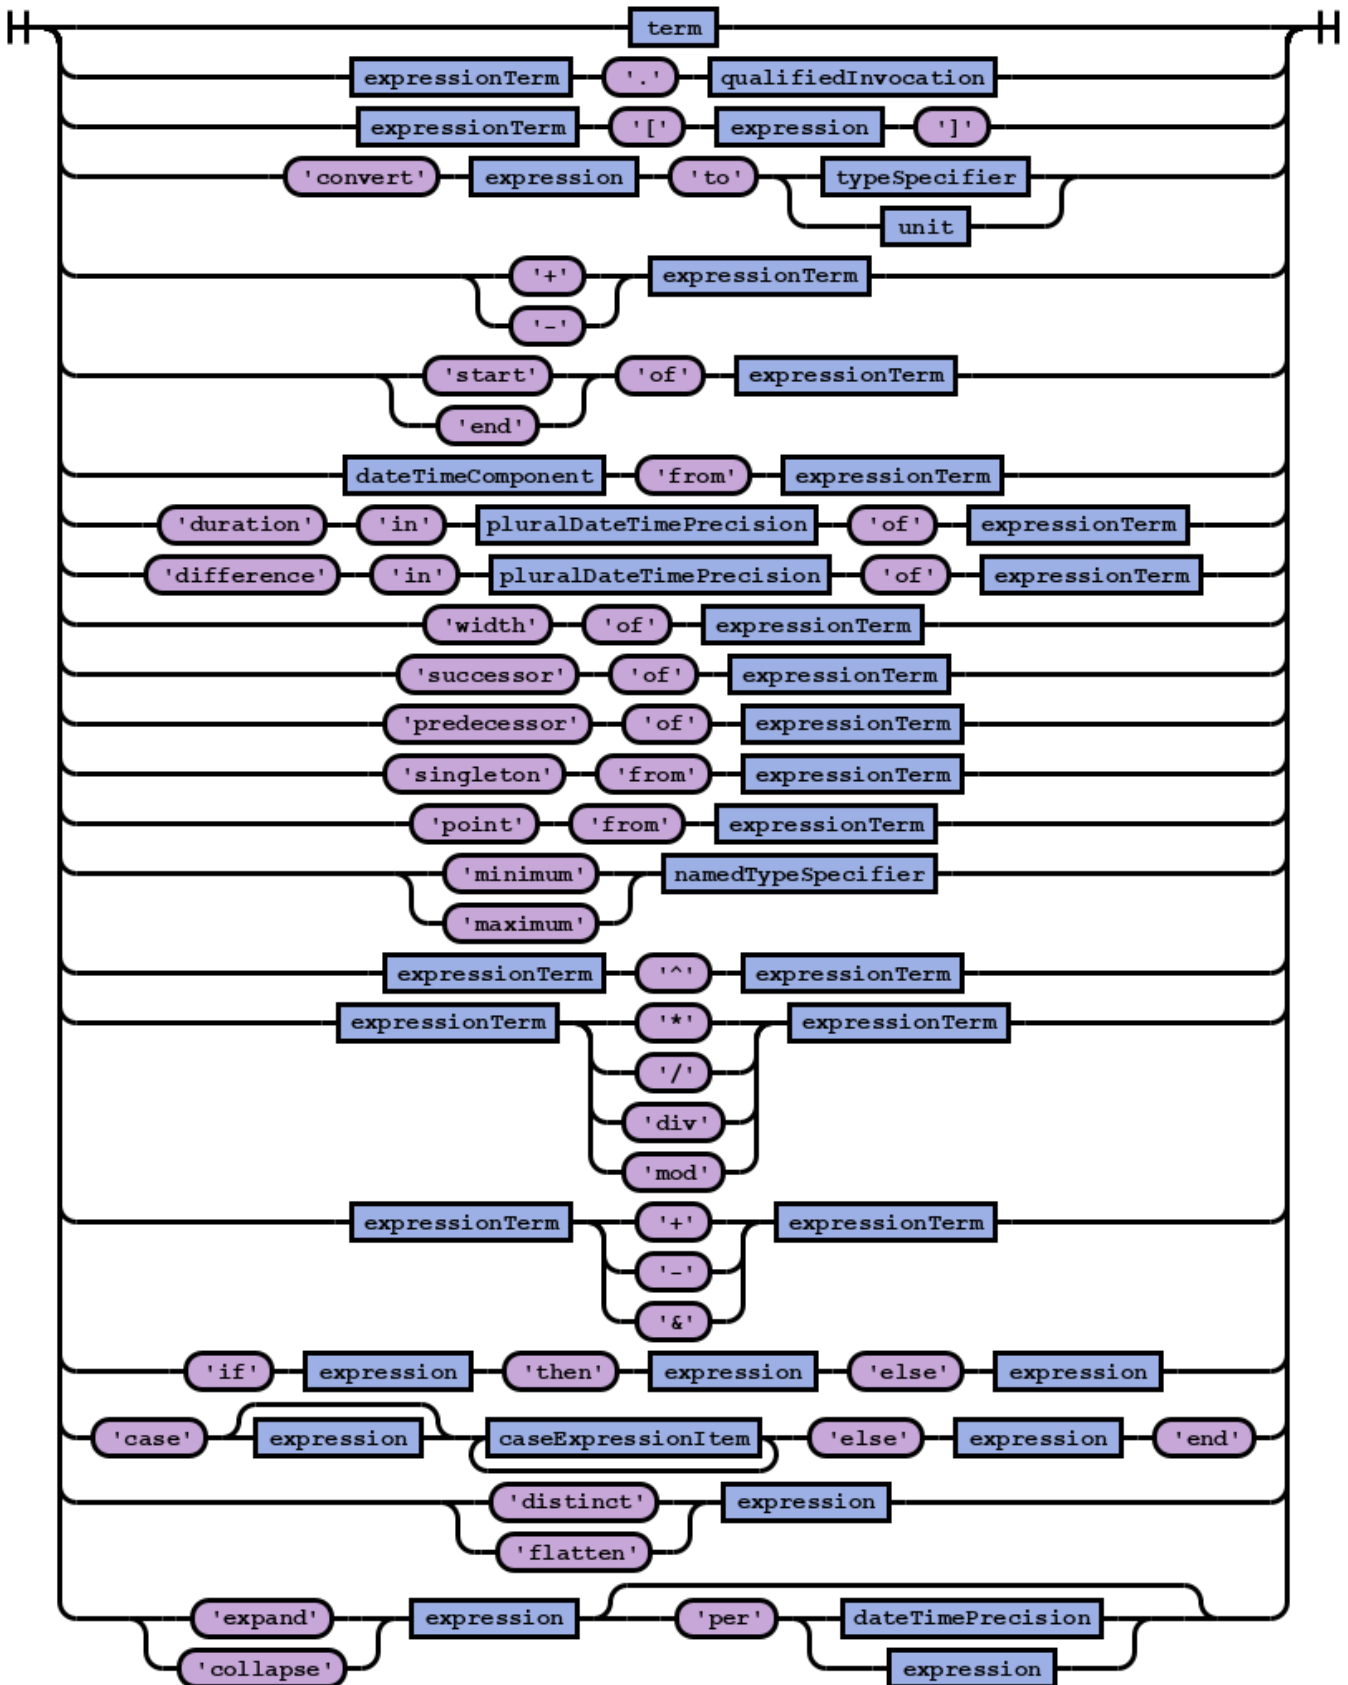 term
expressionTerm '.' qualifiedInvocation
expressionTerm '[' expression ']'
'convert' expression 'to' typeSpecifier
unit
'+' expressionTerm
'-'
'start' 'of' expressionTerm
'end'
dateTimeComponent 'from' expressionTerm
'duration' 'in' pluralDateTimePrecision 'of' expressionTerm
'difference' 'in' pluralDateTimePrecision 'of' expressionTerm
'width' 'of' expressionTerm
'successor' 'of' expressionTerm
'predecessor' 'of' expressionTerm
'singleton' 'from' expressionTerm
'point' 'from' expressionTerm
'minimum' namedTypeSpecifier
'maximum'
expressionTerm '^' expressionTerm
expressionTerm '*' expressionTerm
'/'
'div'
'mod'
expressionTerm '+' expressionTerm
'-'
'&'
'if' expression 'then' expression 'else' expression
'case' expression caseExpressionItem 'else' expression 'end'
'distinct' expression
'flatten'
'expand' expression 'per' dateTimePrecision
'collapse' expression